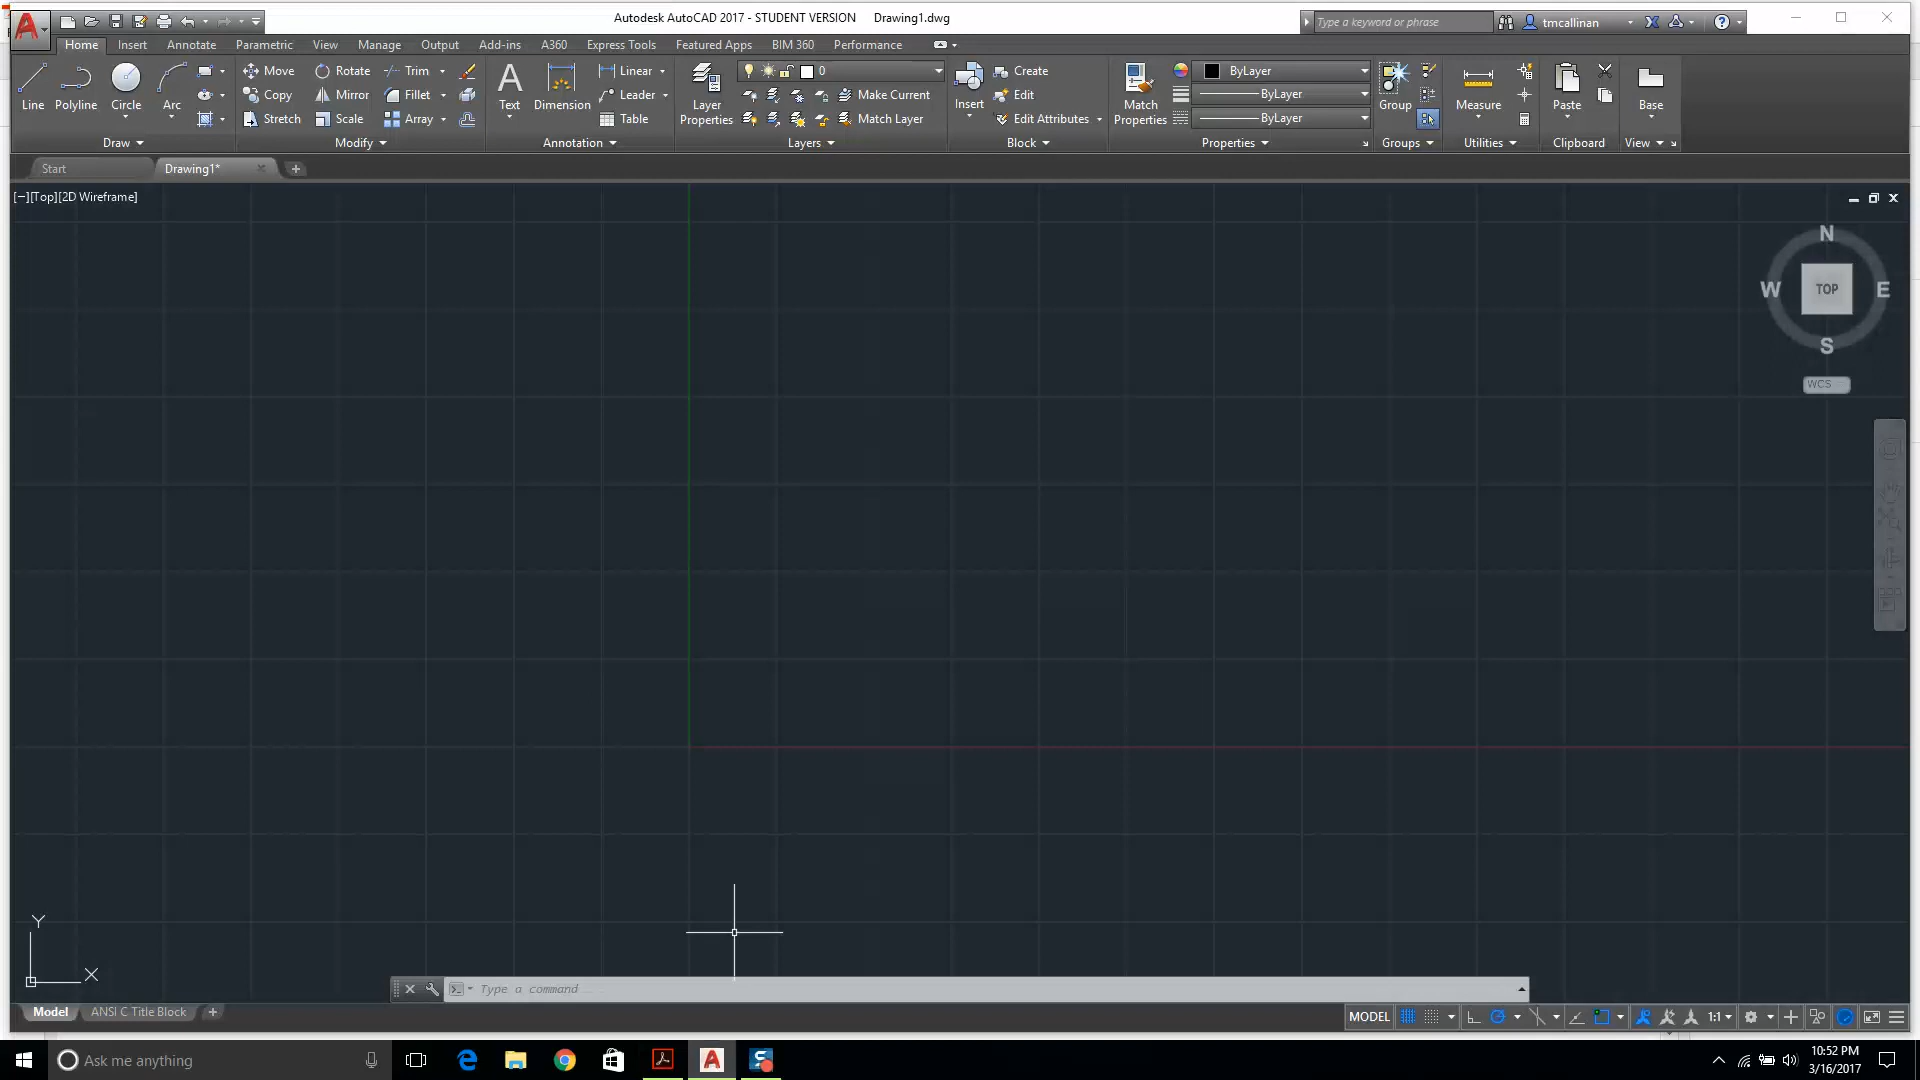 Autodesk AutoCAD 2017 - STUDENT VERSION Drawing1.dwg
Type a keyword or phrase
tmcallinan
Home Insert Annotate Parametric View Manage Output Add-ins A360 Express Tools Featured Apps BIM 360 Performance
Move Rotate Trim
Copy Mirror Fillet
Stretch Scale Array
Line Polyline Circle Arc
Draw
Modify
A
Text Dimension
Linear
Leader
Table
Annotation
Layer Properties
0
Make Current
Match Layer
Layers
Insert
Create
Edit
Edit Attributes
Block
Match Properties
ByLayer
ByLayer
ByLayer
Properties
Group
Groups
Measure
Utilities
Paste
Clipboard
Base
View
Start Drawing1*
[−][Top][2D Wireframe]
N
W TOP E
S
WCS
Y
X
Type a command
Model ANSI C Title Block
MODEL 1:1
Ask me anything
10:52 PM
3/16/2017